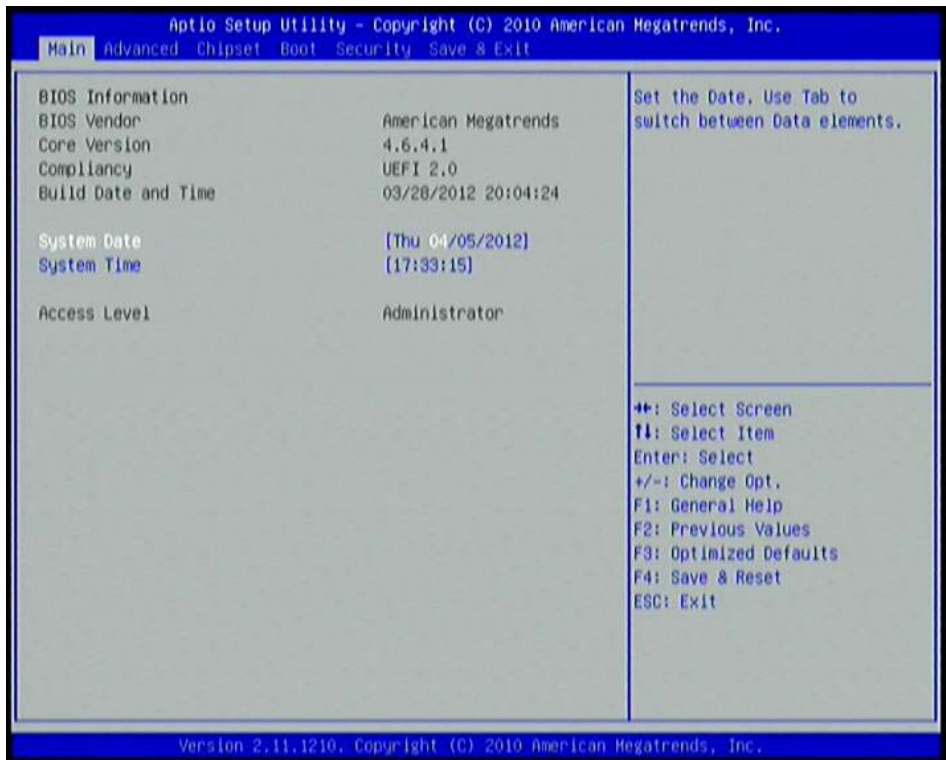 Aptio Setup Utility – Copyright (C) 2010 American Megatrends, Inc.
Main Advanced Chipset Boot Security Save & Exit
BIOS Information
BIOS Vendor American Megatrends
Core Version 4.6.4.1
Compliancy UEFI 2.0
Build Date and Time 03/28/2012 20:04:24
System Date [Thu 04/05/2012]
System Time [17:33:15]
Access Level Administrator
Set the Date. Use Tab to
switch between Data elements.
→←: Select Screen
↑↓: Select Item
Enter: Select
+/-: Change Opt.
F1: General Help
F2: Previous Values
F3: Optimized Defaults
F4: Save & Reset
ESC: Exit
Version 2.11.1210. Copyright (C) 2010 American Megatrends, Inc.